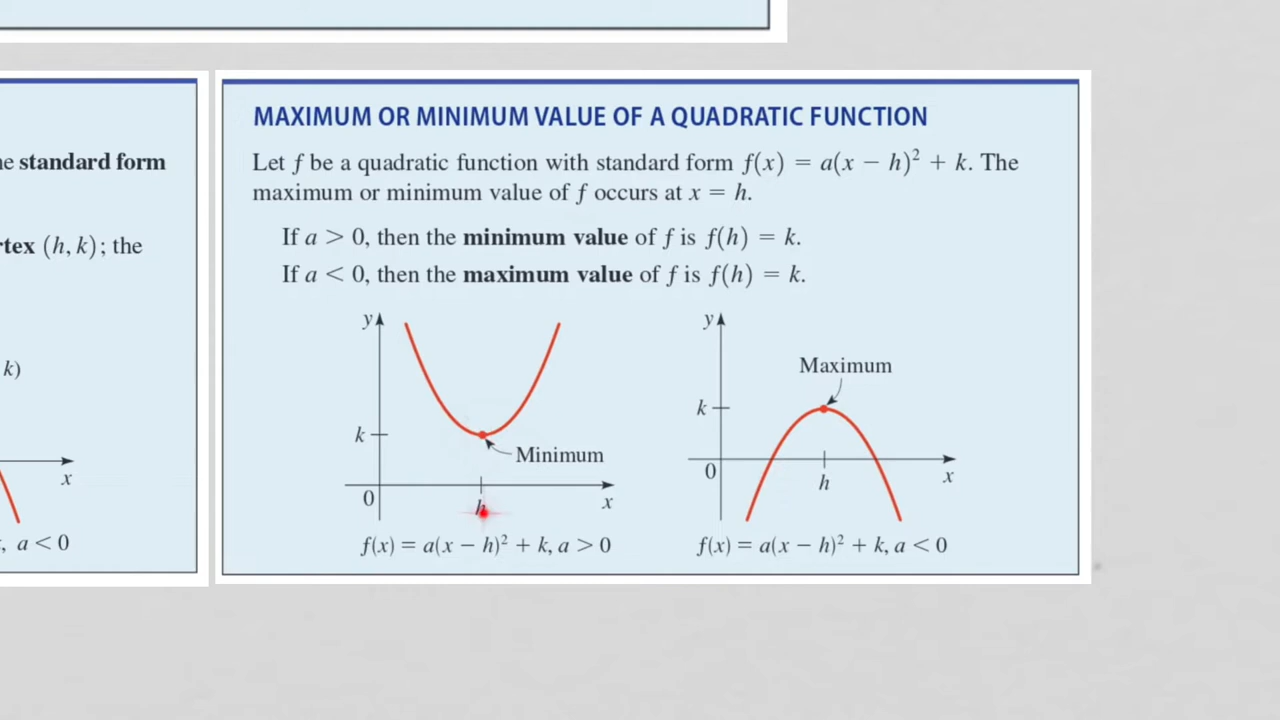 e standard form
rtex (h, k); the
k)
x
, a < 0
MAXIMUM OR MINIMUM VALUE OF A QUADRATIC FUNCTION
Let f be a quadratic function with standard form f(x) = a(x − h)² + k. The
maximum or minimum value of f occurs at x = h.
If a > 0, then the minimum value of f is f(h) = k.
If a < 0, then the maximum value of f is f(h) = k.
y
k
Minimum
0
h
x
f(x) = a(x − h)² + k, a > 0
y
Maximum
k
0
h
x
f(x) = a(x − h)² + k, a < 0